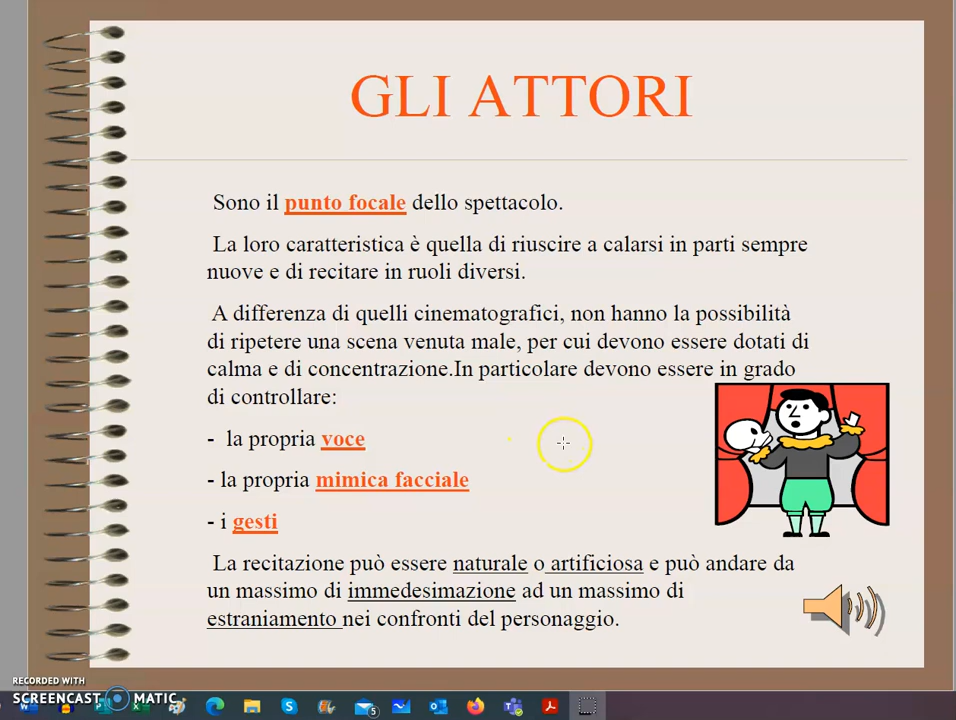 GLI ATTORI
Sono il punto focale dello spettacolo.
La loro caratteristica è quella di riuscire a calarsi in parti sempre
nuove e di recitare in ruoli diversi.
A differenza di quelli cinematografici, non hanno la possibilità
di ripetere una scena venuta male, per cui devono essere dotati di
calma e di concentrazione.In particolare devono essere in grado
di controllare:
- la propria voce
- la propria mimica facciale
- i gesti
La recitazione può essere naturale o artificiosa e può andare da
un massimo di immedesimazione ad un massimo di
estraniamento nei confronti del personaggio.
RECORDED WITH
SCREENCAST MATIC
5